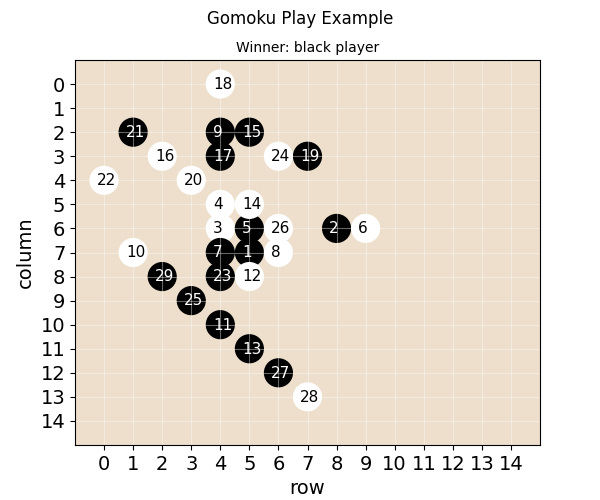 Gomoku Play Example
Winner: black player
0 18
1
2 21 9 15
3 16 17 24 19
4 22 20
5 4 14
6 3 5 26 2 6
7 10 7 1 8
8 29 23 12
9 25
10 11
11 13
12 27
13 28
14
column
0 1 2 3 4 5 6 7 8 9 10 11 12 13 14
row